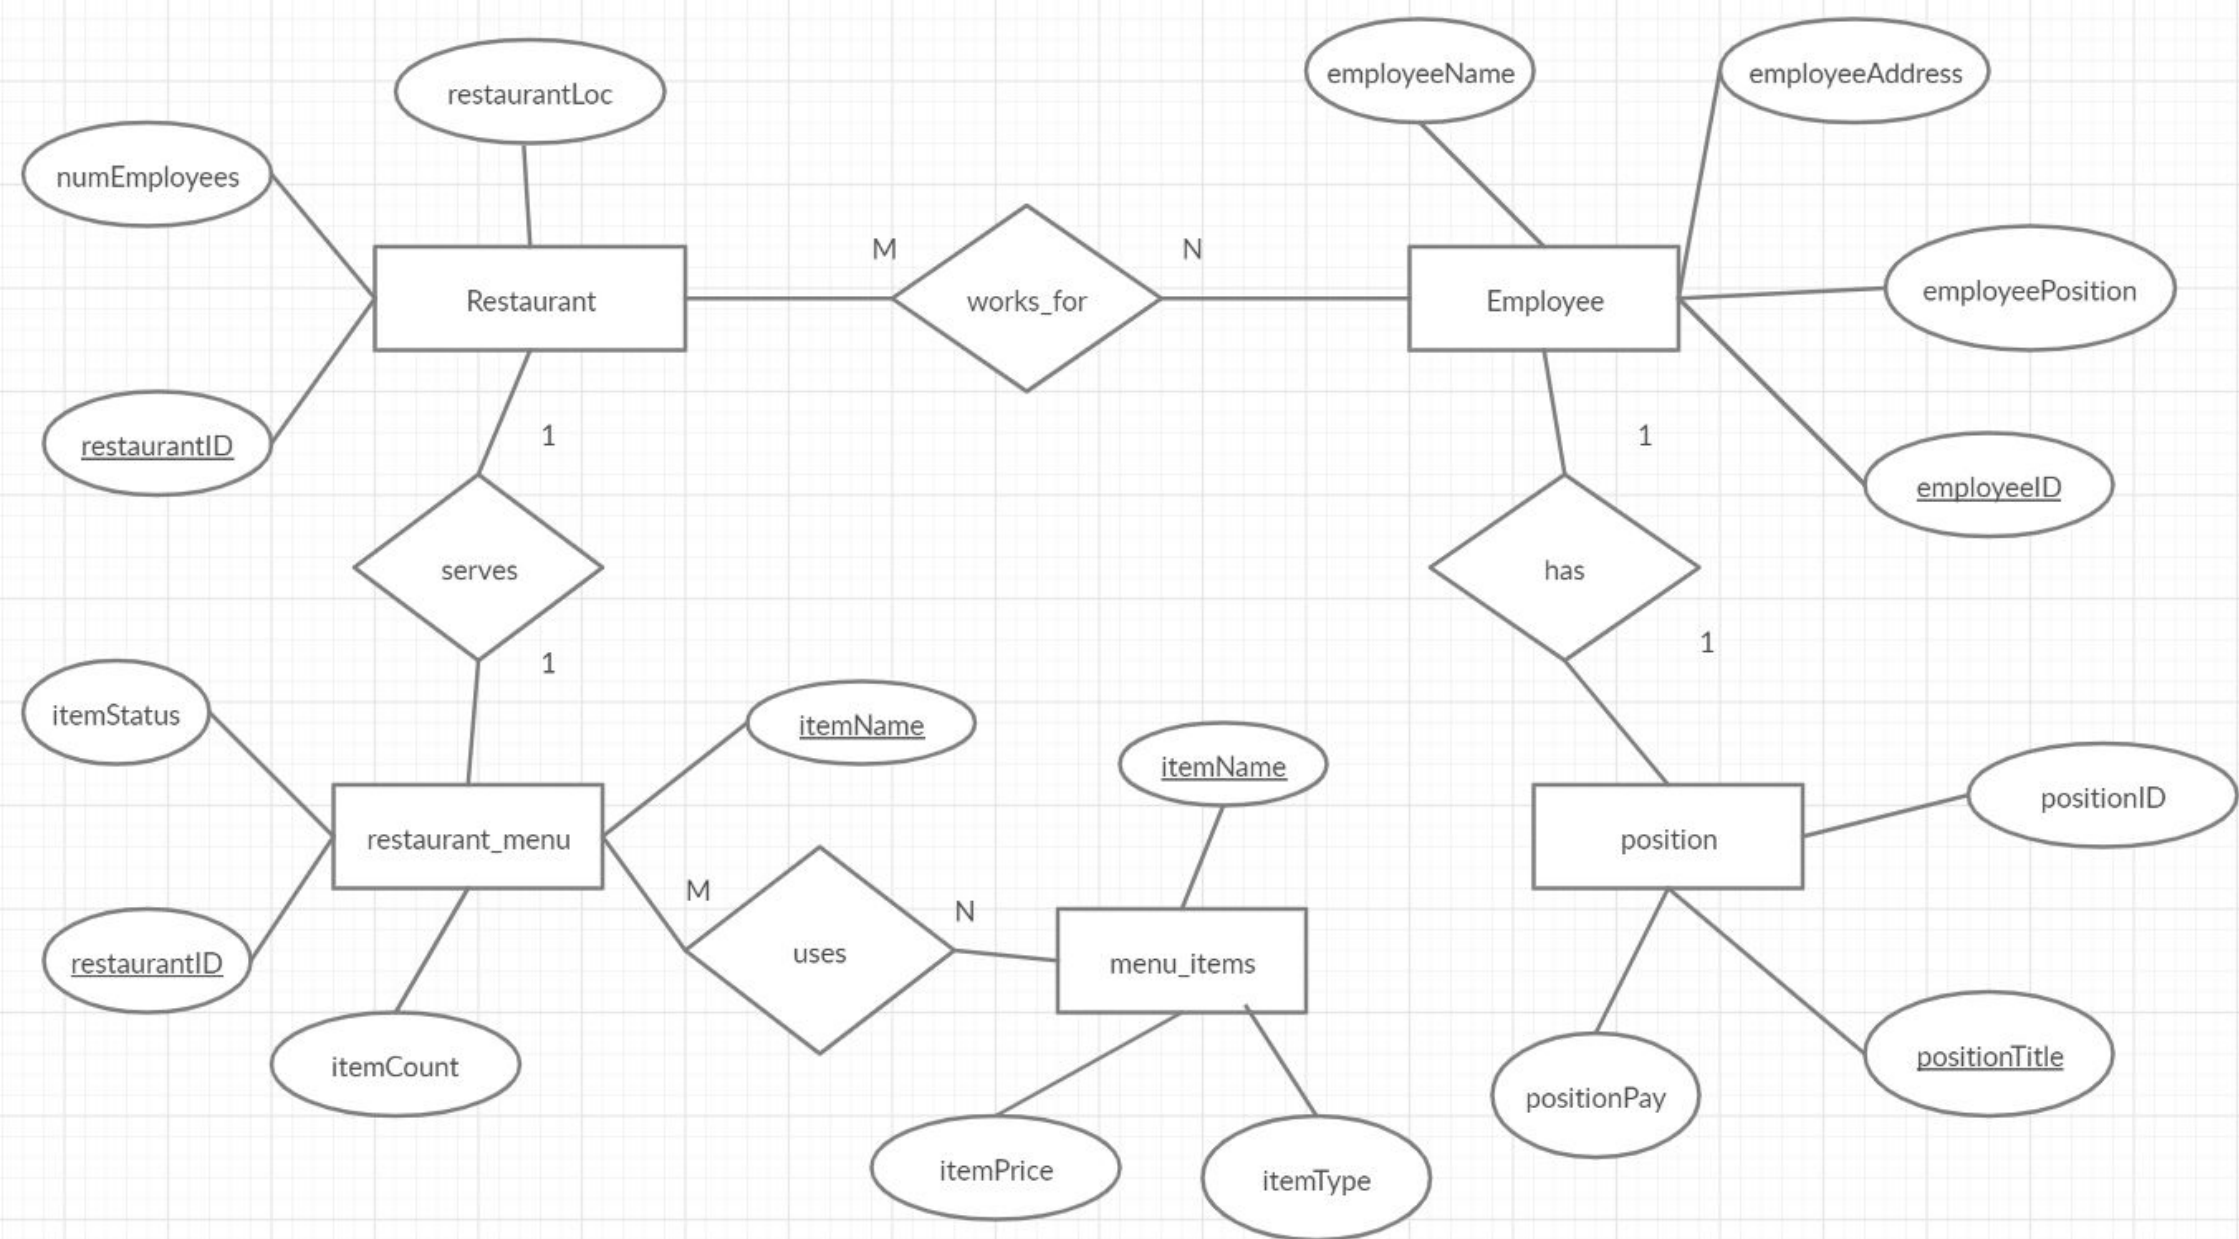 employeeName
employeeAddress
restaurantLoc
numEmployees
M
N
employeePosition
Restaurant
works_for
Employee
restaurantID
1
1
employeeID
serves
has
1
1
itemStatus
itemName
itemName
positionID
restaurant_menu
position
M
N
uses
menu_items
restaurantID
itemCount
positionTitle
positionPay
itemPrice
itemType